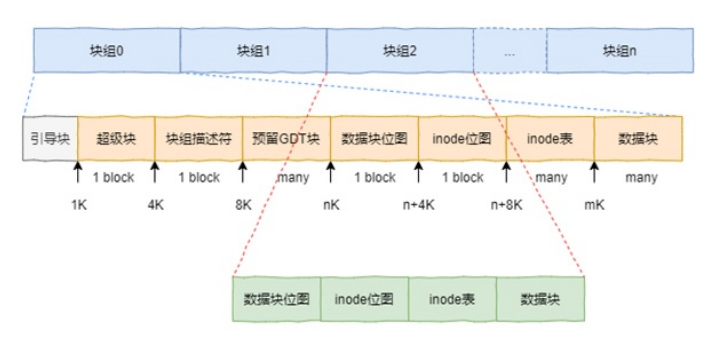 块组0 块组1 块组2 ... 块组n
引导块 超级块 块组描述符 预留GDT块 数据块位图 inode位图 inode表 数据块
1 block 1 block many 1 block 1 block many many
1K 4K 8K nK n+4K n+8K mK
数据块位图 inode位图 inode表 数据块